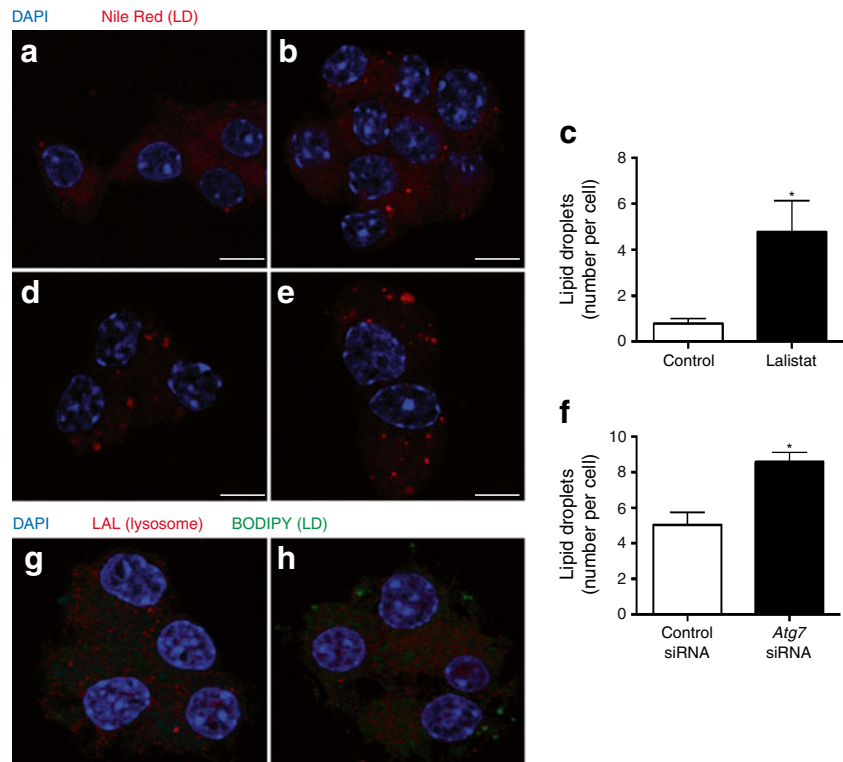 DAPI Nile Red (LD)
a
b
c
8
6
4
2
0
Lipid droplets
(number per cell)
*
Control
Lalistat
d
e
f
10
8
6
4
2
0
Lipid droplets
(number per cell)
*
Control
siRNA
Atg7
siRNA
DAPI LAL (lysosome) BODIPY (LD)
g
h